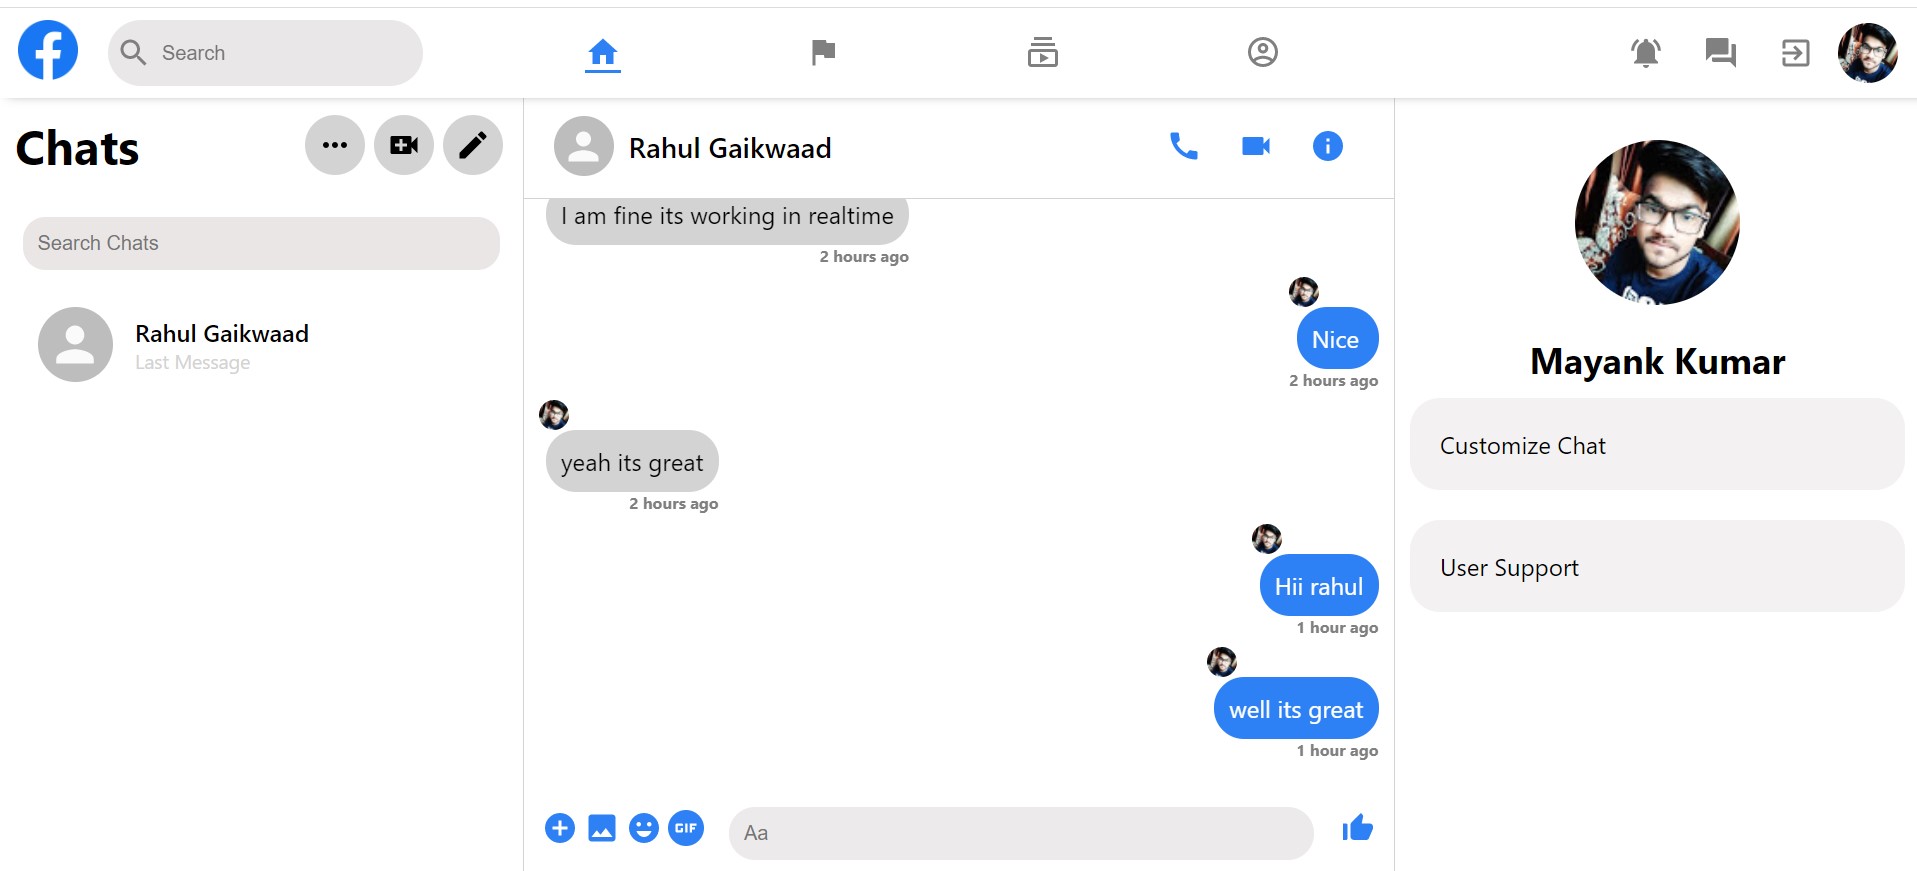 Search
Chats
Search Chats
Rahul Gaikwaad
Last Message
Rahul Gaikwaad
I am fine its working in realtime
2 hours ago
Nice
2 hours ago
yeah its great
2 hours ago
Hii rahul
1 hour ago
well its great
1 hour ago
GIF
Aa
Mayank Kumar
Customize Chat
User Support